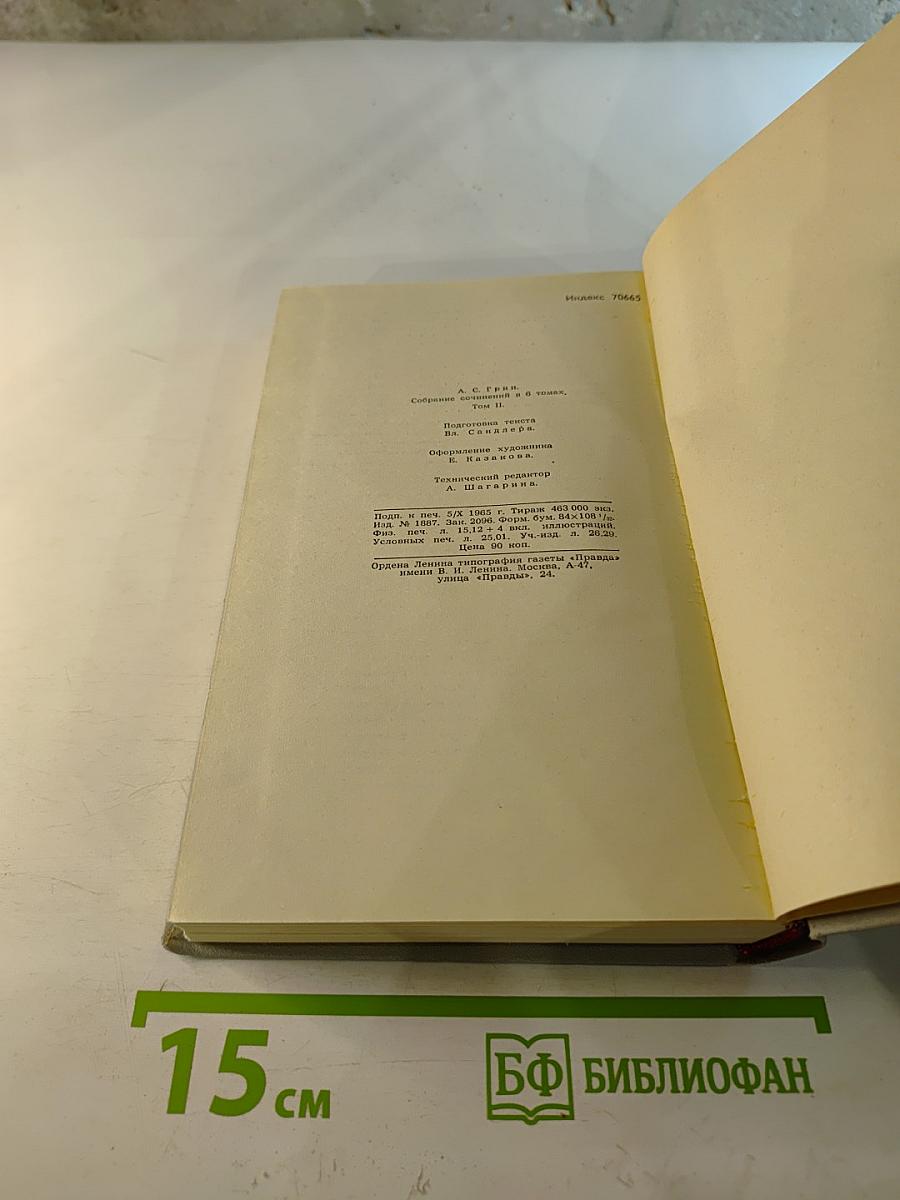 Индекс 70665
А. С. Грин.
Собрание сочинений в 6 томах.
Том II.
Подготовка текста
Вл. Сандлера.
Оформление художника
Е. Казакова.
Технический редактор
А. Шагарина.
Подп. к печ. 5/X 1965 г. Тираж 463 000 экз.
Изд. № 1887. Зак. 2096. Форм. бум. 84×108 1/32.
Физ. печ. л. 15,12 + 4 вкл. иллюстраций.
Условных печ. л. 25,01. Уч.-изд. л. 26,29.
Цена 90 коп.
Ордена Ленина типография газеты «Правда»
имени В. И. Ленина. Москва, А-47,
улица «Правды», 24.
15 см
БФ БИБЛИОФАН